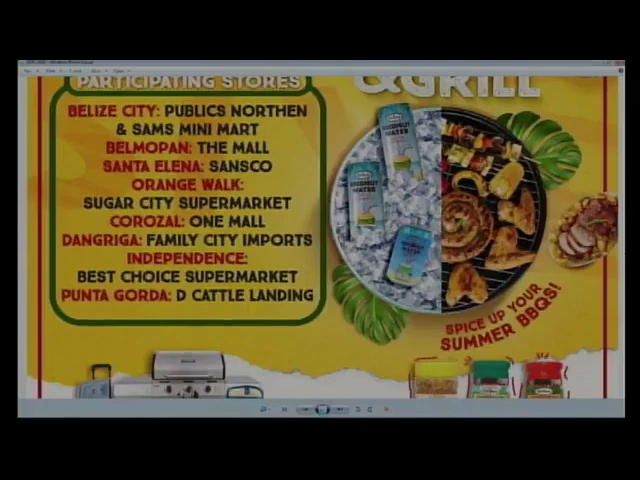 PARTICIPATING STORES
&GRILL
BELIZE CITY: PUBLICS NORTHEN
& SAMS MINI MART
BELMOPAN: THE MALL
SANTA ELENA: SANSCO
ORANGE WALK:
SUGAR CITY SUPERMARKET
COROZAL: ONE MALL
DANGRIGA: FAMILY CITY IMPORTS
INDEPENDENCE:
BEST CHOICE SUPERMARKET
PUNTA GORDA: D CATTLE LANDING
COCONUT
WATER
SPICE UP YOUR
SUMMER BBQS!